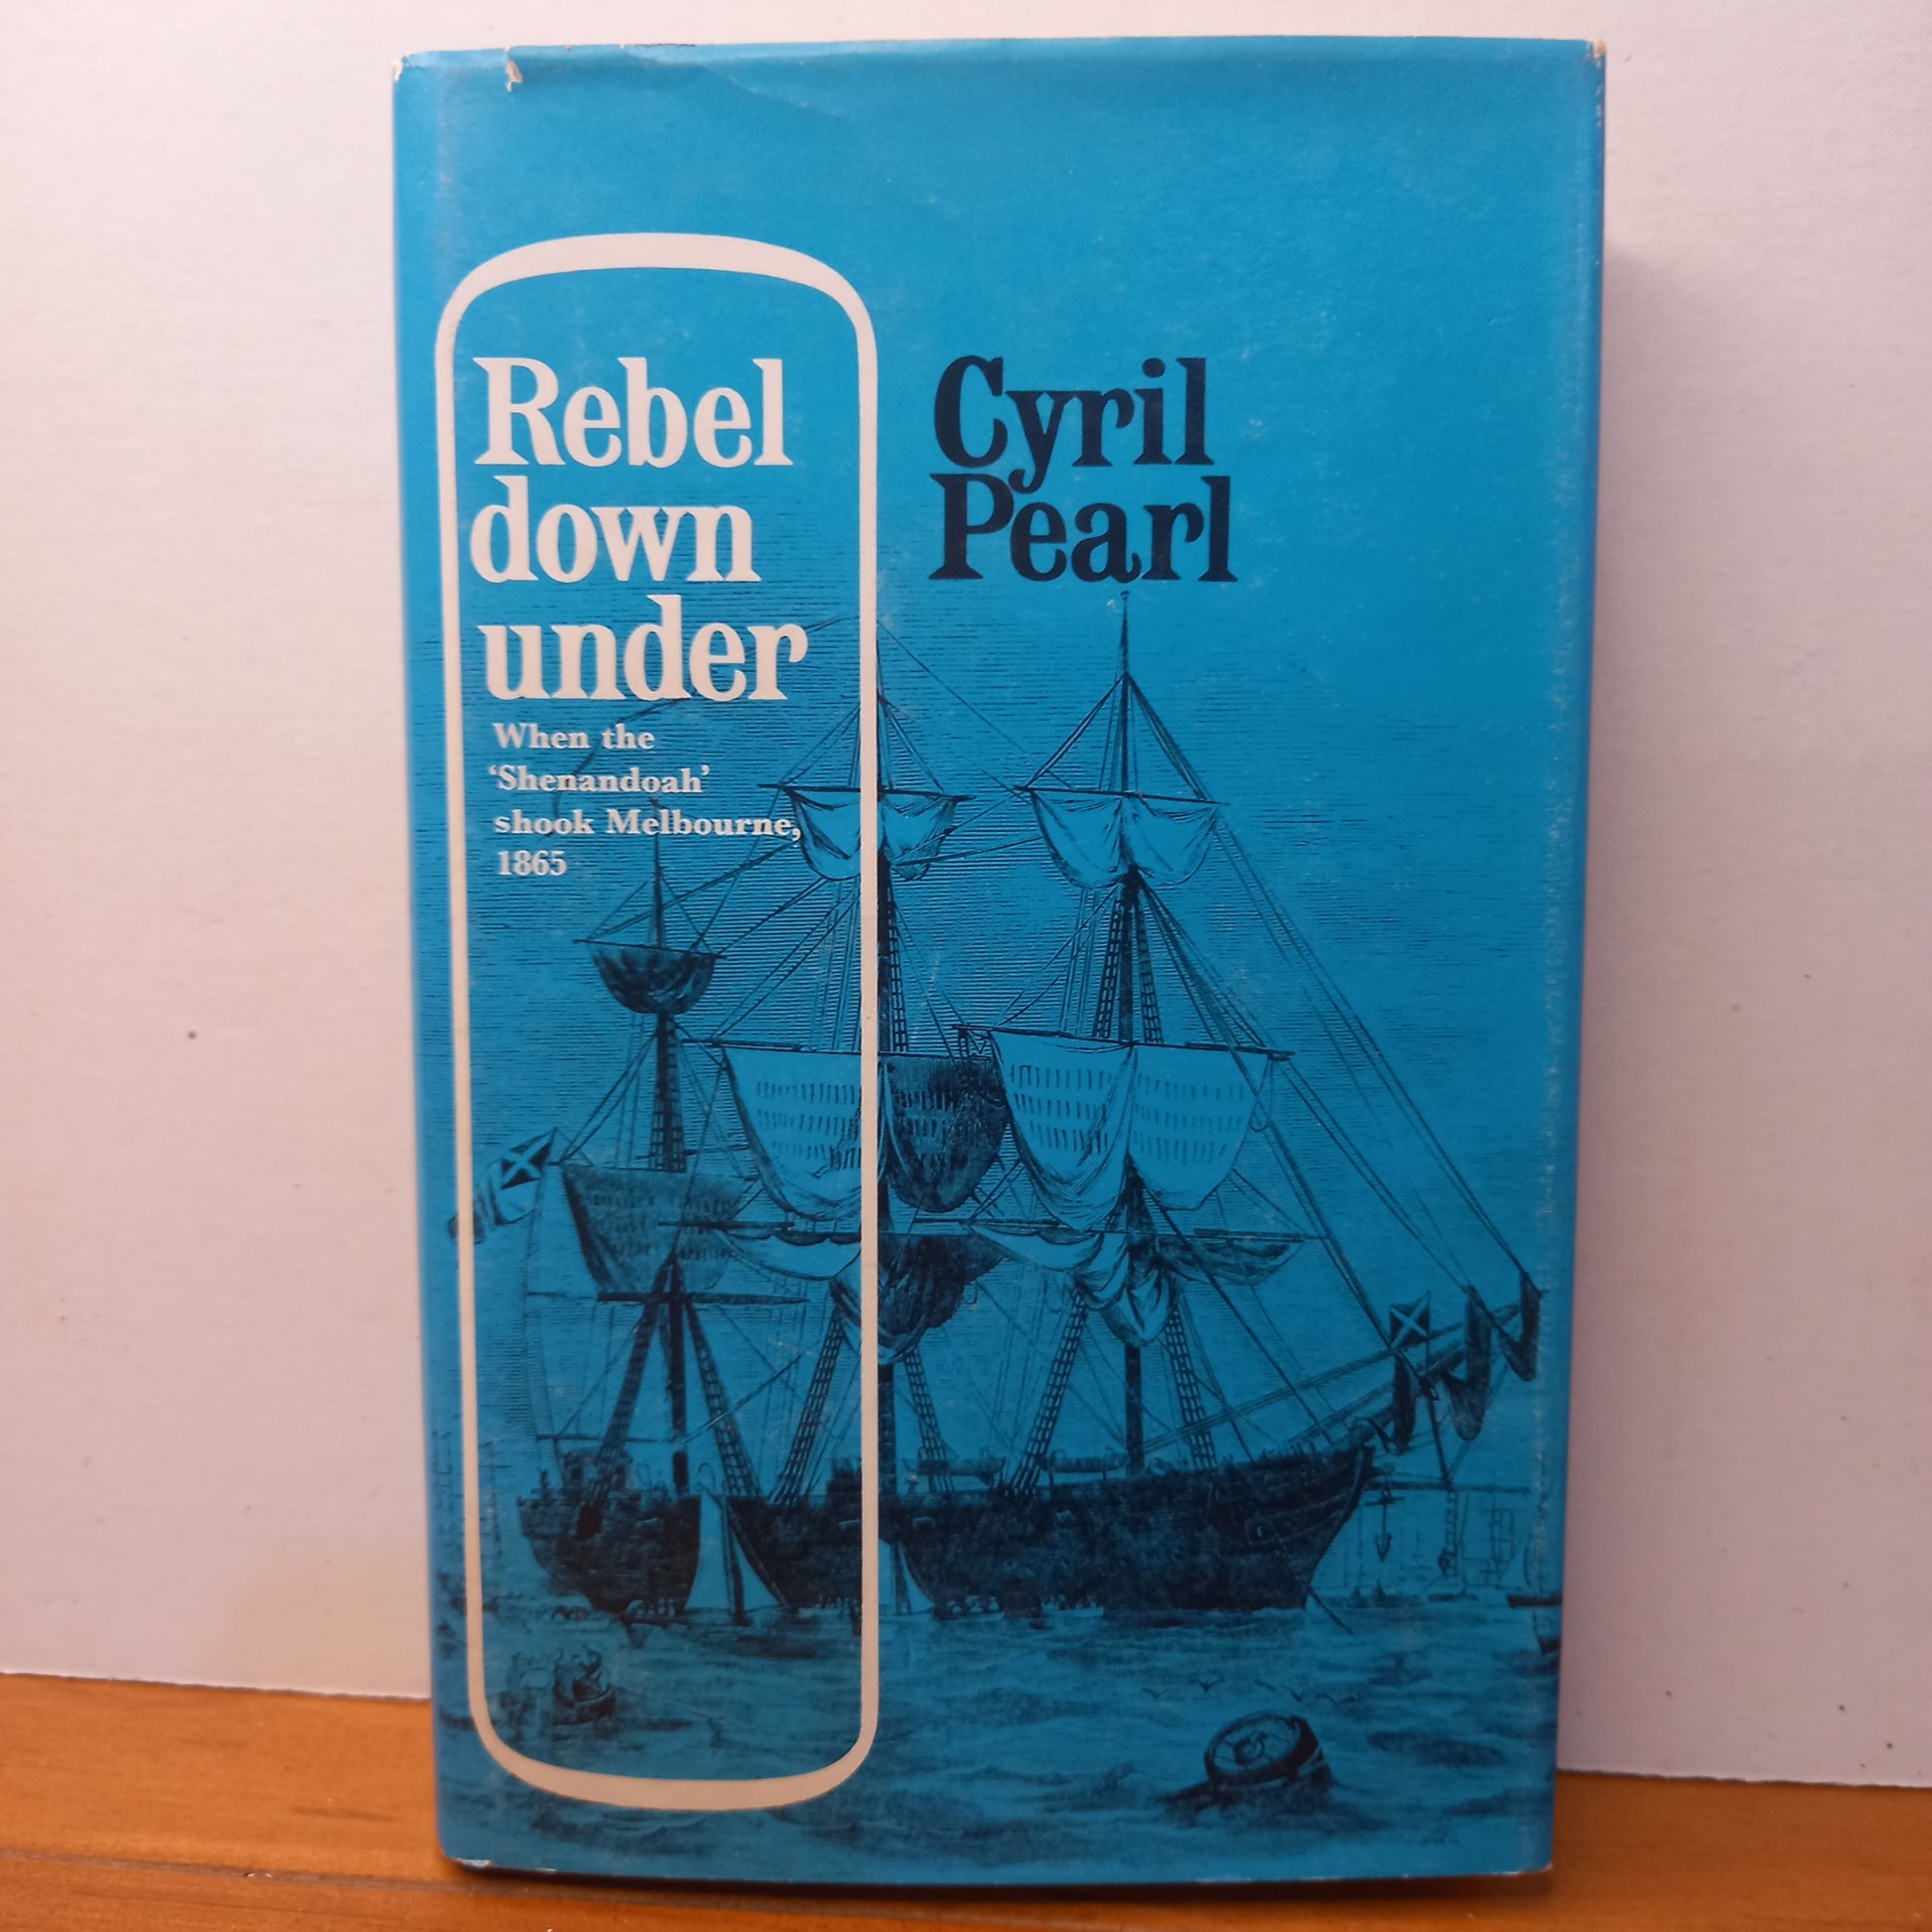 Rebel
down
under
When the
‘Shenandoah’
shook Melbourne,
1865
Cyril
Pearl